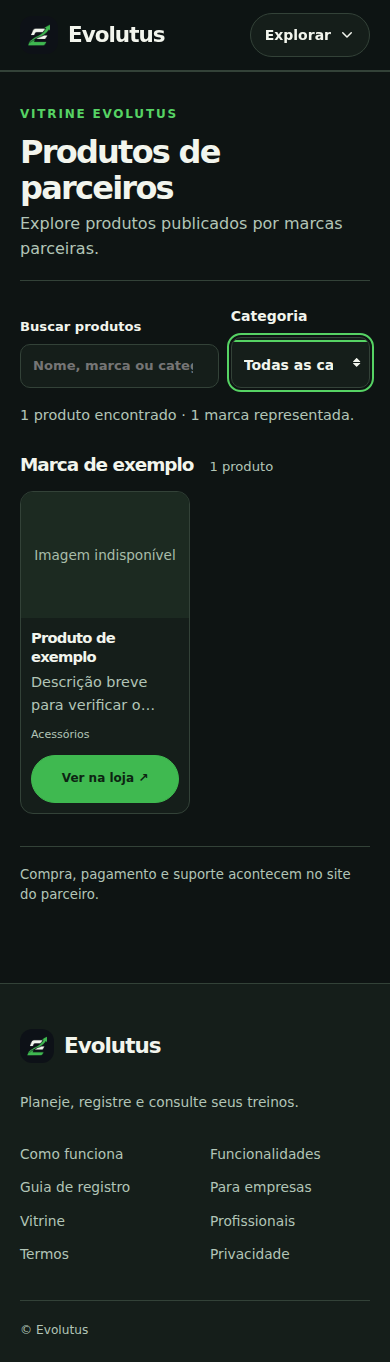 Evolutus
Explorar
VITRINE EVOLUTUS
Produtos de
parceiros
Explore produtos publicados por marcas
parceiras.
Buscar produtos
Categoria
Nome, marca ou cate
Todas as ca
1 produto encontrado · 1 marca representada.
Marca de exemplo 1 produto
Imagem indisponível
Produto de
exemplo
Descrição breve
para verificar o…
Acessórios
Ver na loja ↗
Compra, pagamento e suporte acontecem no site
do parceiro.
Evolutus
Planeje, registre e consulte seus treinos.
Como funciona
Funcionalidades
Guia de registro
Para empresas
Vitrine
Profissionais
Termos
Privacidade
© Evolutus